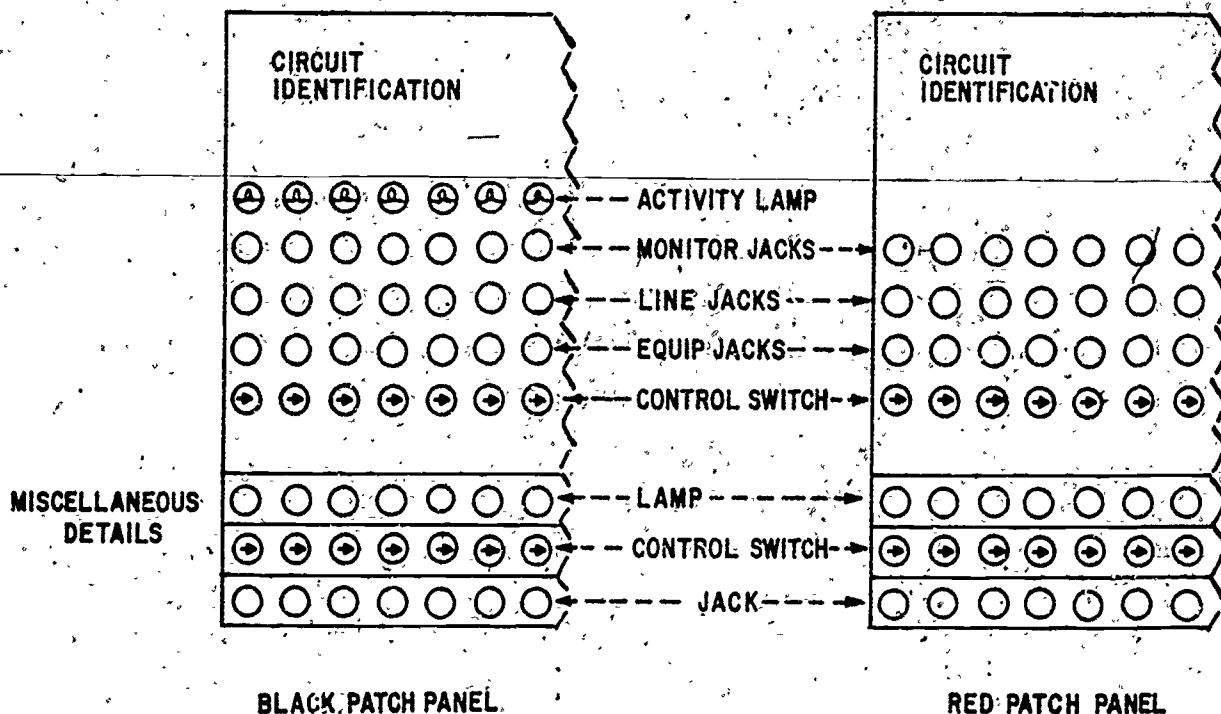 CIRCUIT
IDENTIFICATION
CIRCUIT
IDENTIFICATION
ACTIVITY LAMP
MONITOR JACKS
LINE JACKS
EQUIP JACKS
CONTROL SWITCH
MISCELLANEOUS
DETAILS
LAMP
CONTROL SWITCH
JACK
BLACK PATCH PANEL
RED PATCH PANEL